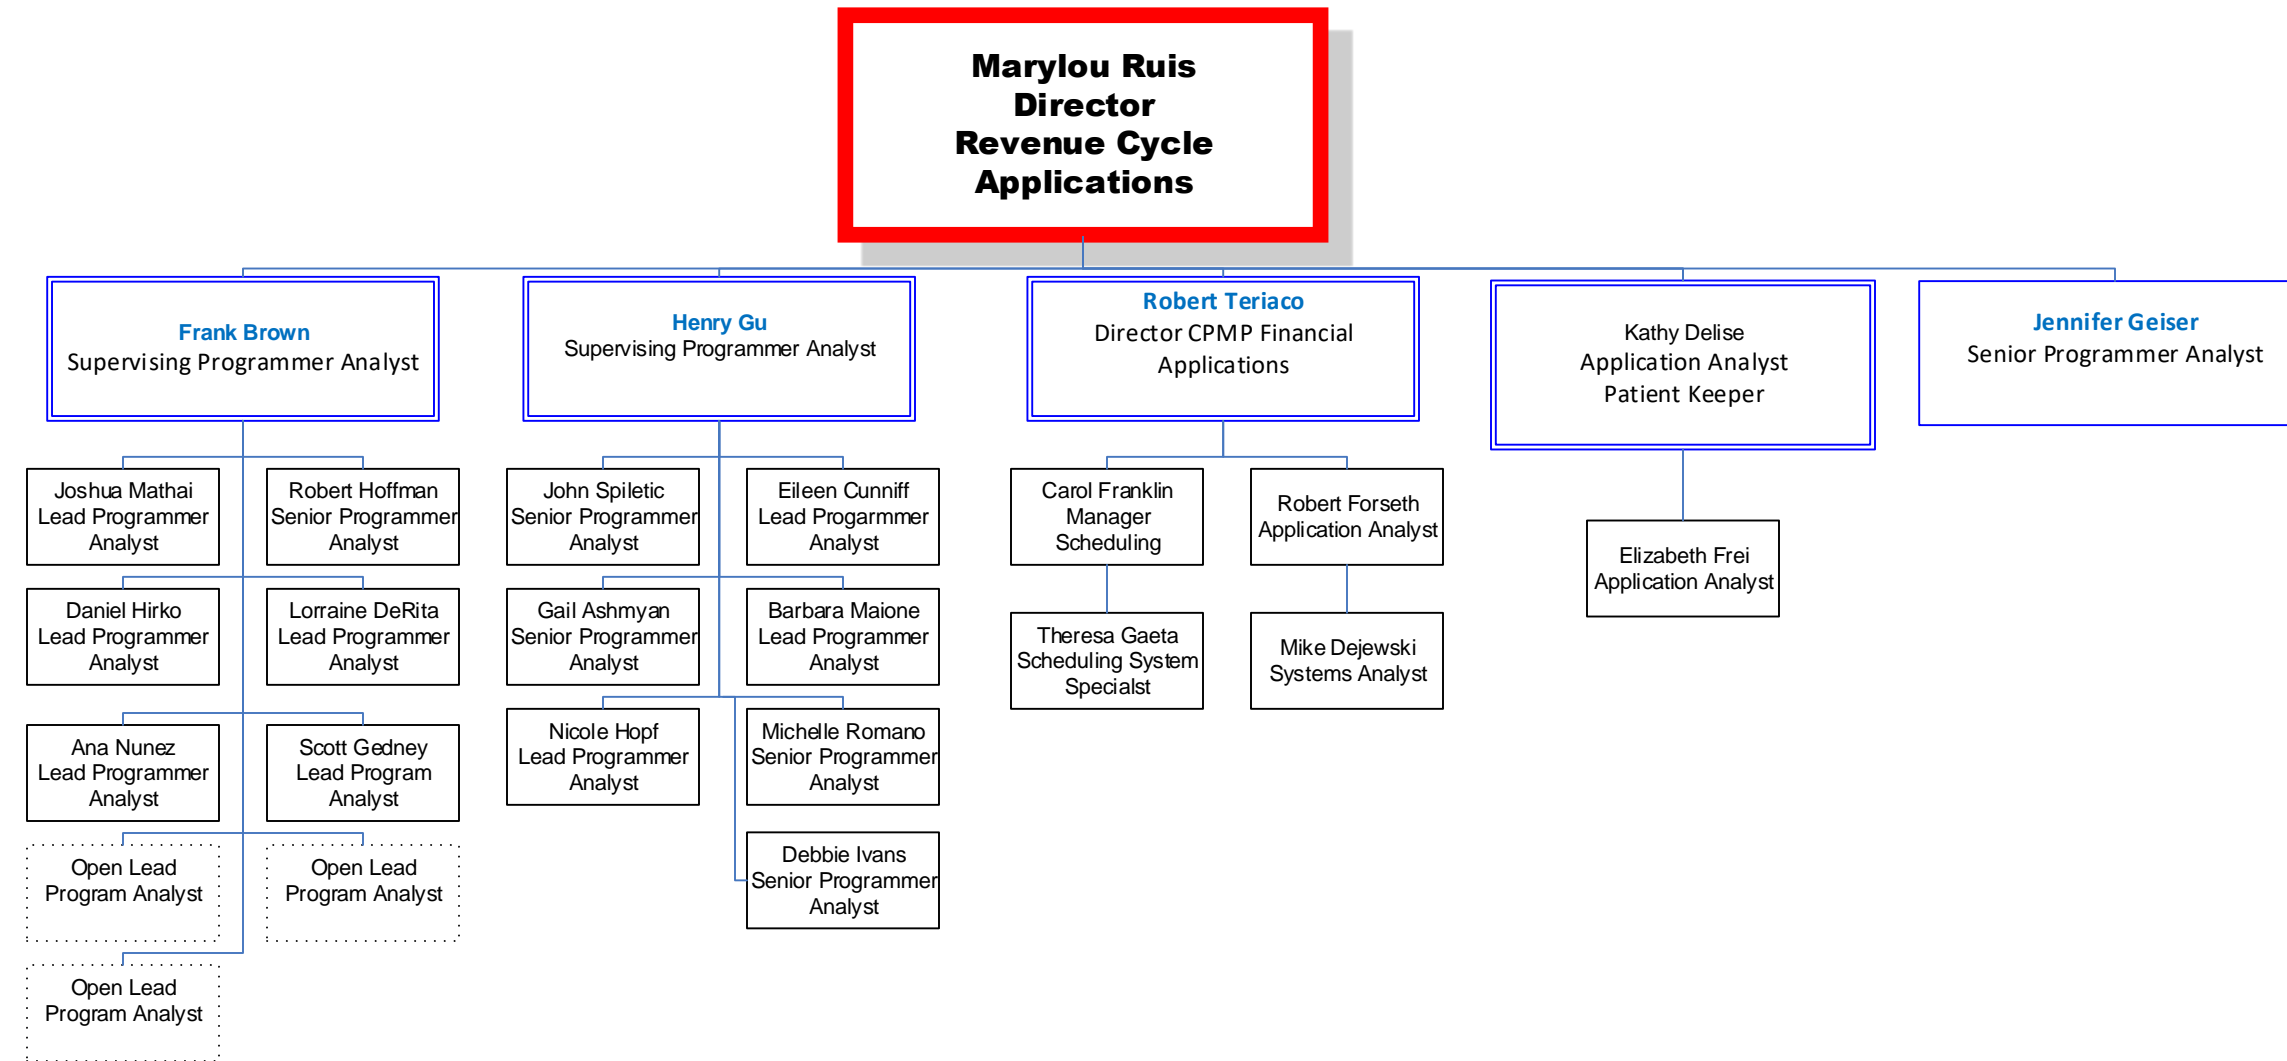 Marylou Ruis
Director
Revenue Cycle
Applications
Frank Brown
Supervising Programmer Analyst
Henry Gu
Supervising Programmer Analyst
Robert Teriaco
Director CPMP Financial
Applications
Kathy Delise
Application Analyst
Patient Keeper
Jennifer Geiser
Senior Programmer Analyst
Joshua Mathai
Lead Programmer
Analyst
Robert Hoffman
Senior Programmer
Analyst
John Spiletic
Senior Programmer
Analyst
Eileen Cunniff
Lead Progarmmer
Analyst
Carol Franklin
Manager
Scheduling
Robert Forseth
Application Analyst
Elizabeth Frei
Application Analyst
Daniel Hirko
Lead Programmer
Analyst
Lorraine DeRita
Lead Programmer
Analyst
Gail Ashmyan
Senior Programmer
Analyst
Barbara Maione
Lead Programmer
Analyst
Theresa Gaeta
Scheduling System
Specialst
Mike Dejewski
Systems Analyst
Ana Nunez
Lead Programmer
Analyst
Scott Gedney
Lead Program
Analyst
Nicole Hopf
Lead Programmer
Analyst
Michelle Romano
Senior Programmer
Analyst
Open Lead
Program Analyst
Open Lead
Program Analyst
Debbie Ivans
Senior Programmer
Analyst
Open Lead
Program Analyst